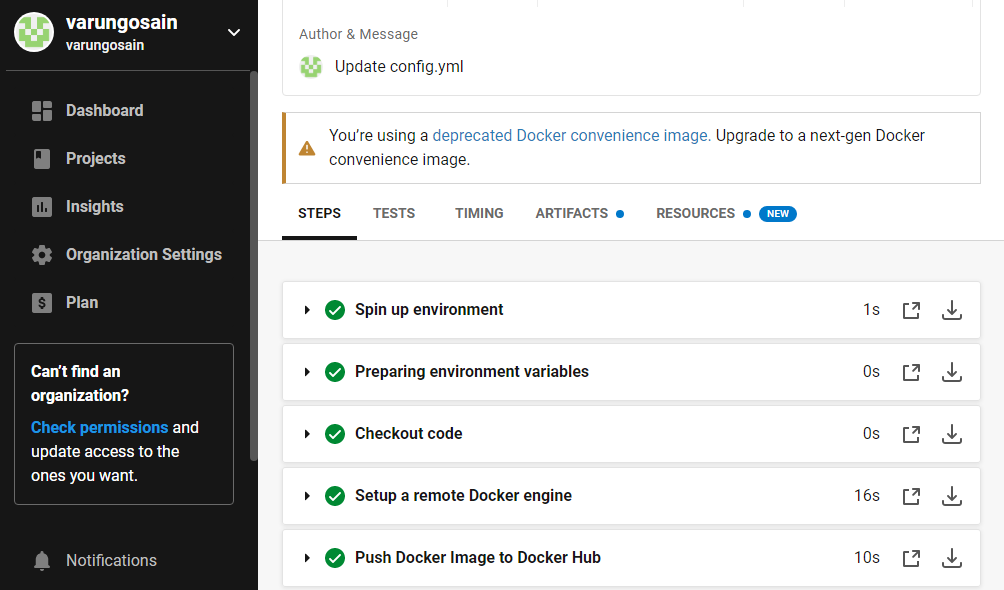 varungosain
varungosain
Dashboard
Projects
Insights
Organization Settings
Plan
Can't find an
organization?
Check permissions and
update access to the
ones you want.
Notifications
Author & Message
Update config.yml
You're using a deprecated Docker convenience image. Upgrade to a next-gen Docker
convenience image.
STEPS TESTS TIMING ARTIFACTS RESOURCES NEW
Spin up environment 1s
Preparing environment variables 0s
Checkout code 0s
Setup a remote Docker engine 16s
Push Docker Image to Docker Hub 10s